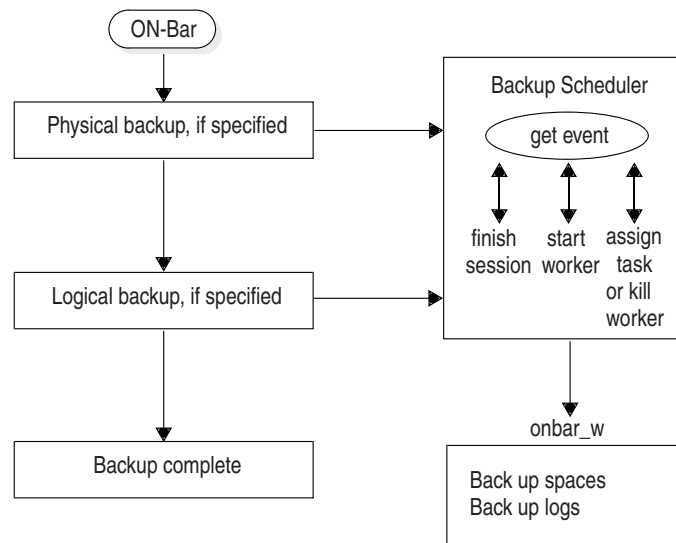 ON-Bar
Physical backup, if specified
Logical backup, if specified
Backup complete
Backup Scheduler
get event
finish
session
start
worker
assign
task
or kill
worker
onbar_w
Back up spaces
Back up logs